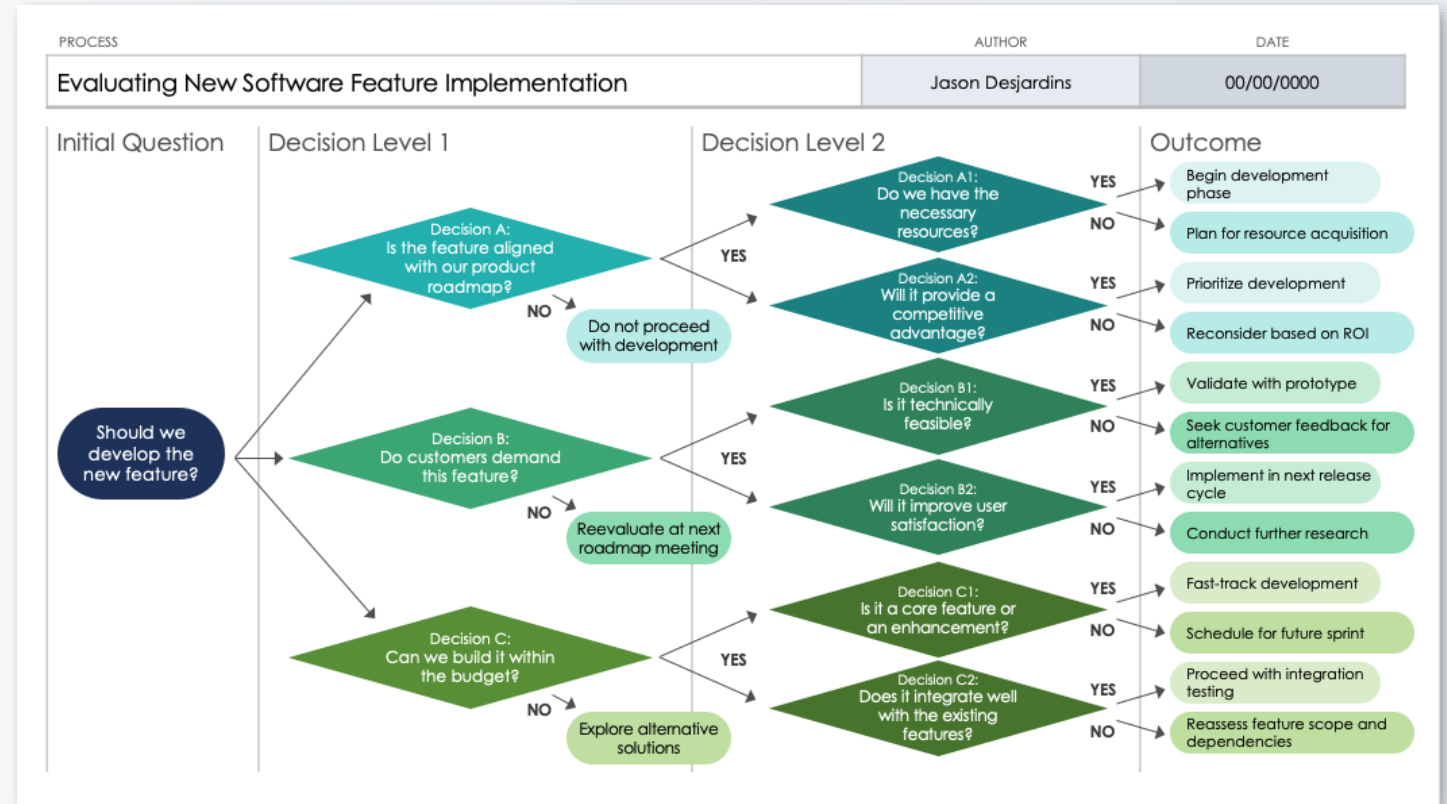 PROCESS
AUTHOR
DATE
Evaluating New Software Feature Implementation
Jason Desjardins
00/00/0000
Initial Question
Decision Level 1
Decision Level 2
Outcome
Should we
develop the
new feature?
Decision A:
Is the feature aligned
with our product
roadmap?
YES
NO
Do not proceed
with development
Decision A1:
Do we have the
necessary
resources?
YES
Begin development
phase
NO
Plan for resource acquisition
Decision A2:
Will it provide a
competitive
advantage?
YES
Prioritize development
NO
Reconsider based on ROI
Decision B:
Do customers demand
this feature?
YES
NO
Reevaluate at next
roadmap meeting
Decision B1:
Is it technically
feasible?
YES
Validate with prototype
NO
Seek customer feedback for
alternatives
Decision B2:
Will it improve user
satisfaction?
YES
Implement in next release
cycle
NO
Conduct further research
Decision C:
Can we build it within
the budget?
YES
NO
Explore alternative
solutions
Decision C1:
Is it a core feature or
an enhancement?
YES
Fast-track development
NO
Schedule for future sprint
Decision C2:
Does it integrate well
with the existing
features?
YES
Proceed with integration
testing
NO
Reassess feature scope and
dependencies